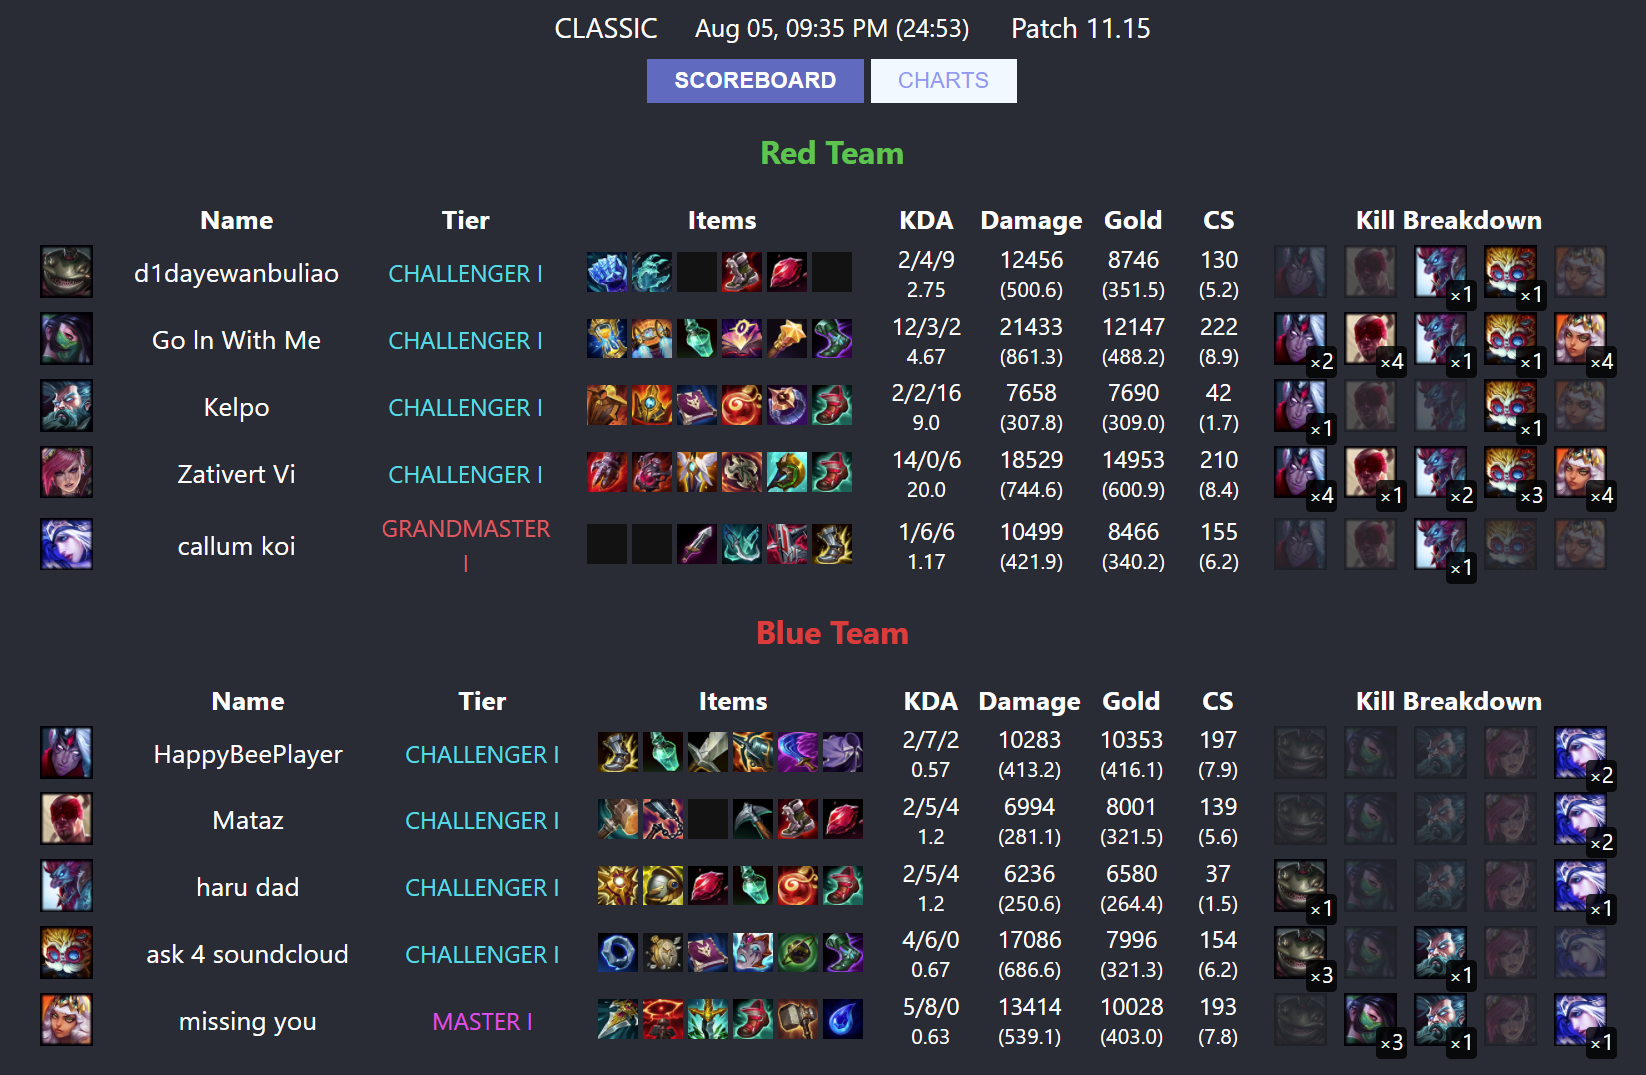 CLASSIC Aug 05, 09:35 PM (24:53) Patch 11.15
SCOREBOARD CHARTS
Red Team
Name Tier Items KDA Damage Gold CS Kill Breakdown
d1dayewanbuliao CHALLENGER I 2/4/9 12456 8746 130
2.75 (500.6) (351.5) (5.2) ×1 ×1
Go ln With Me CHALLENGER I 12/3/2 21433 12147 222
4.67 (861.3) (488.2) (8.9) ×2 ×4 ×1 ×1 ×4
Kelpo CHALLENGER I 2/2/16 7658 7690 42
9.0 (307.8) (309.0) (1.7) ×1 ×1
Zativert Vi CHALLENGER I 14/0/6 18529 14953 210
20.0 (744.6) (600.9) (8.4) ×4 ×1 ×2 ×3 ×4
callum koi GRANDMASTER I 1/6/6 10499 8466 155
1.17 (421.9) (340.2) (6.2) ×1
Blue Team
Name Tier Items KDA Damage Gold CS Kill Breakdown
HappyBeePlayer CHALLENGER I 2/7/2 10283 10353 197
0.57 (413.2) (416.1) (7.9) ×2
Mataz CHALLENGER I 2/5/4 6994 8001 139
1.2 (281.1) (321.5) (5.6) ×2
haru dad CHALLENGER I 2/5/4 6236 6580 37
1.2 (250.6) (264.4) (1.5) ×1 ×1
ask 4 soundcloud CHALLENGER I 4/6/0 17086 7996 154
0.67 (686.6) (321.3) (6.2) ×3 ×1
missing you MASTER I 5/8/0 13414 10028 193
0.63 (539.1) (403.0) (7.8) ×3 ×1 ×1